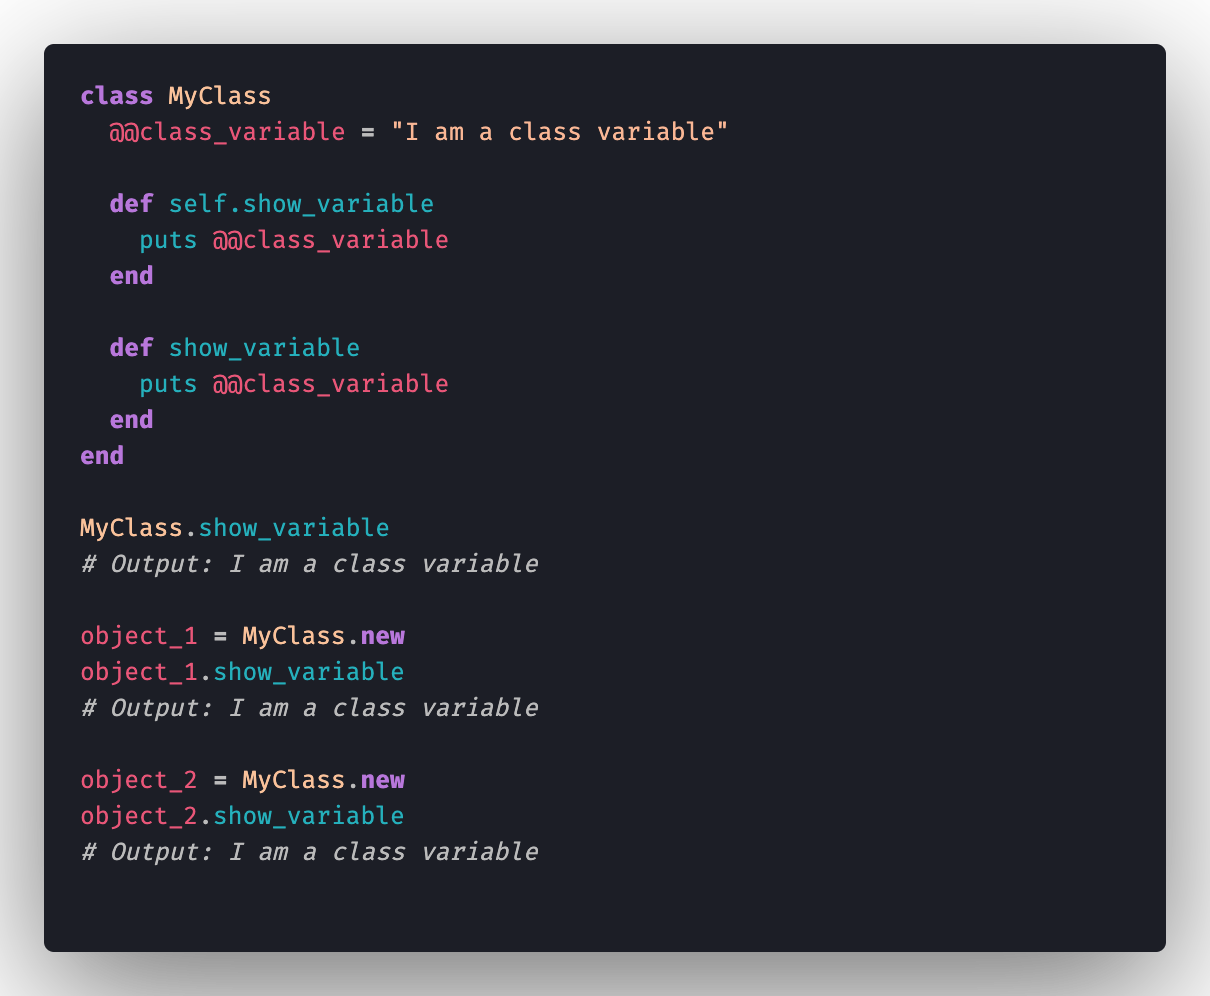 class MyClass
  @@class_variable = "I am a class variable"

  def self.show_variable
    puts @@class_variable
  end

  def show_variable
    puts @@class_variable
  end
end

MyClass.show_variable
# Output: I am a class variable

object_1 = MyClass.new
object_1.show_variable
# Output: I am a class variable

object_2 = MyClass.new
object_2.show_variable
# Output: I am a class variable